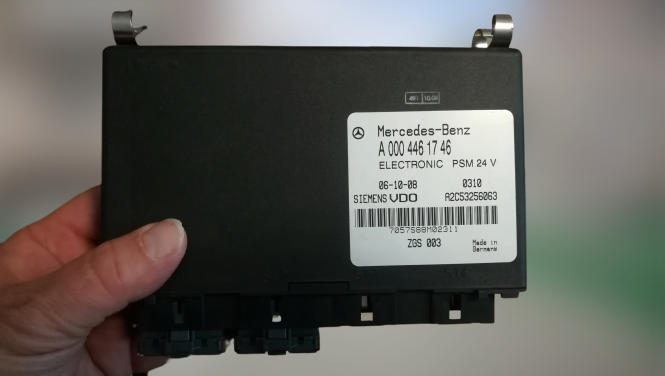 Mercedes-Benz
A 000 446 17 46
ELECTRONIC PSM 24 V
06-10-08 0310
SIEMENS VDO A2C53256063
7057588M02311
ZGS 003 Made in
Germany